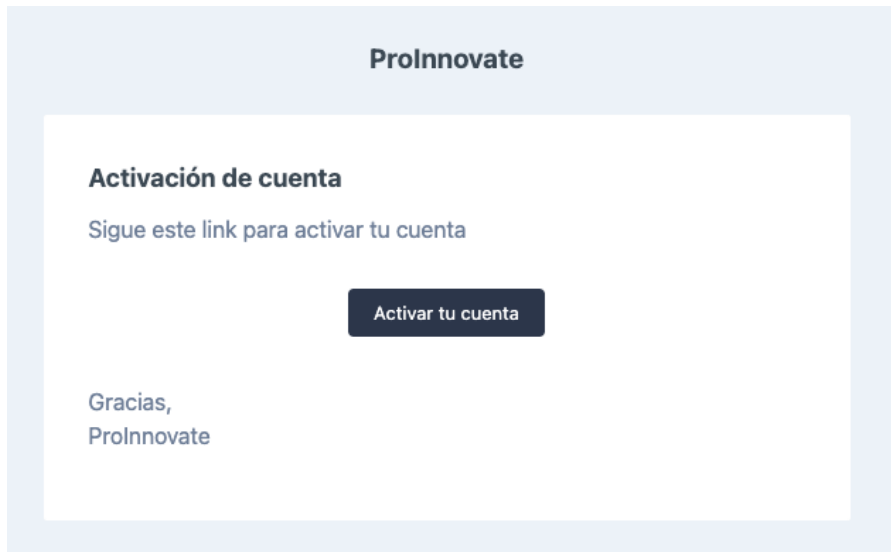 ProInnovate
Activación de cuenta
Sigue este link para activar tu cuenta
Activar tu cuenta
Gracias,
ProInnovate